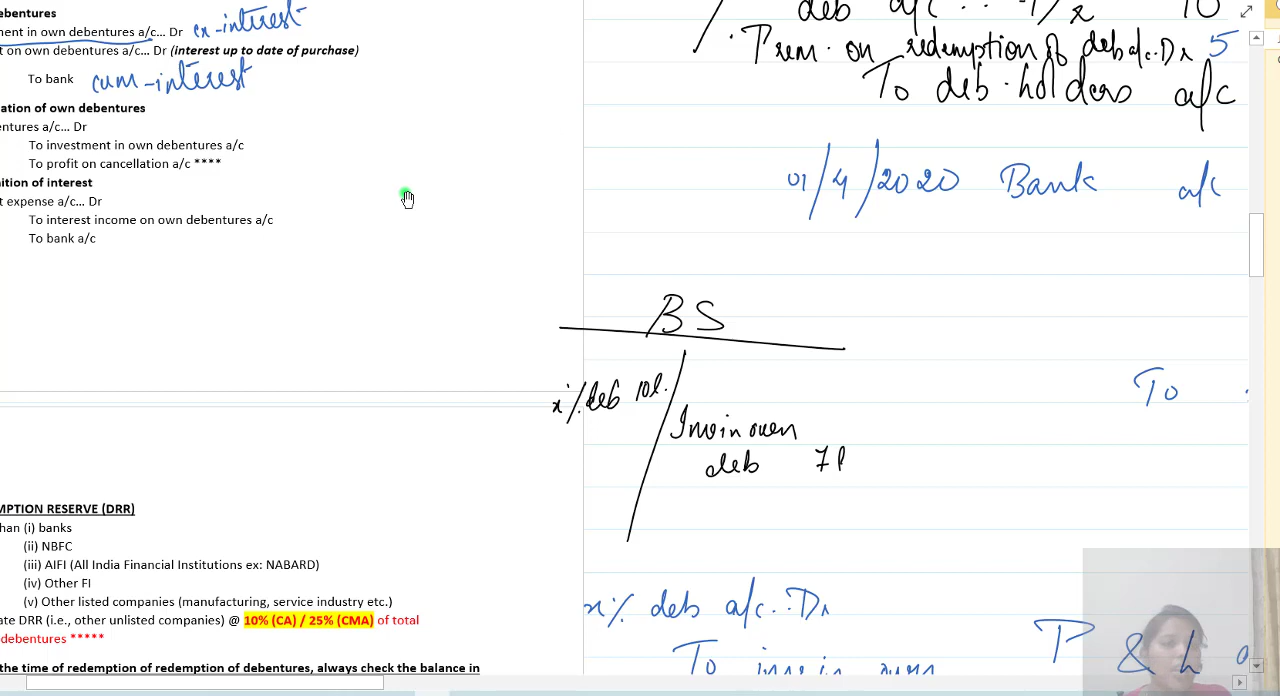 ebentures
ment in own debentures a/c... Dr ex-interest
t on own debentures a/c... Dr (interest up to date of purchase)
To bank cum-interest
lation of own debentures
entures a/c... Dr
To investment in own debentures a/c
To profit on cancellation a/c ****
nition of interest
t expense a/c... Dr
To interest income on own debentures a/c
To bank a/c
MPTION RESERVE (DRR)
han (i) banks
(ii) NBFC
(iii) AIFI (All India Financial Institutions ex: NABARD)
(iv) Other FI
(v) Other listed companies (manufacturing, service industry etc.)
ate DRR (i.e., other unlisted companies) @ 10% (CA) / 25% (CMA) of total
debentures *****
the time of redemption of redemption of debentures, always check the balance in
deb a/c 10
Prem. on redemption of deb a/c. Dr 5
To deb. holders a/c
01/4/2020 Bank a/c
BS
x% deb 10l.
Inv in own
deb 7l
To
x% deb a/c.. Dr
To inv in own
P & L a